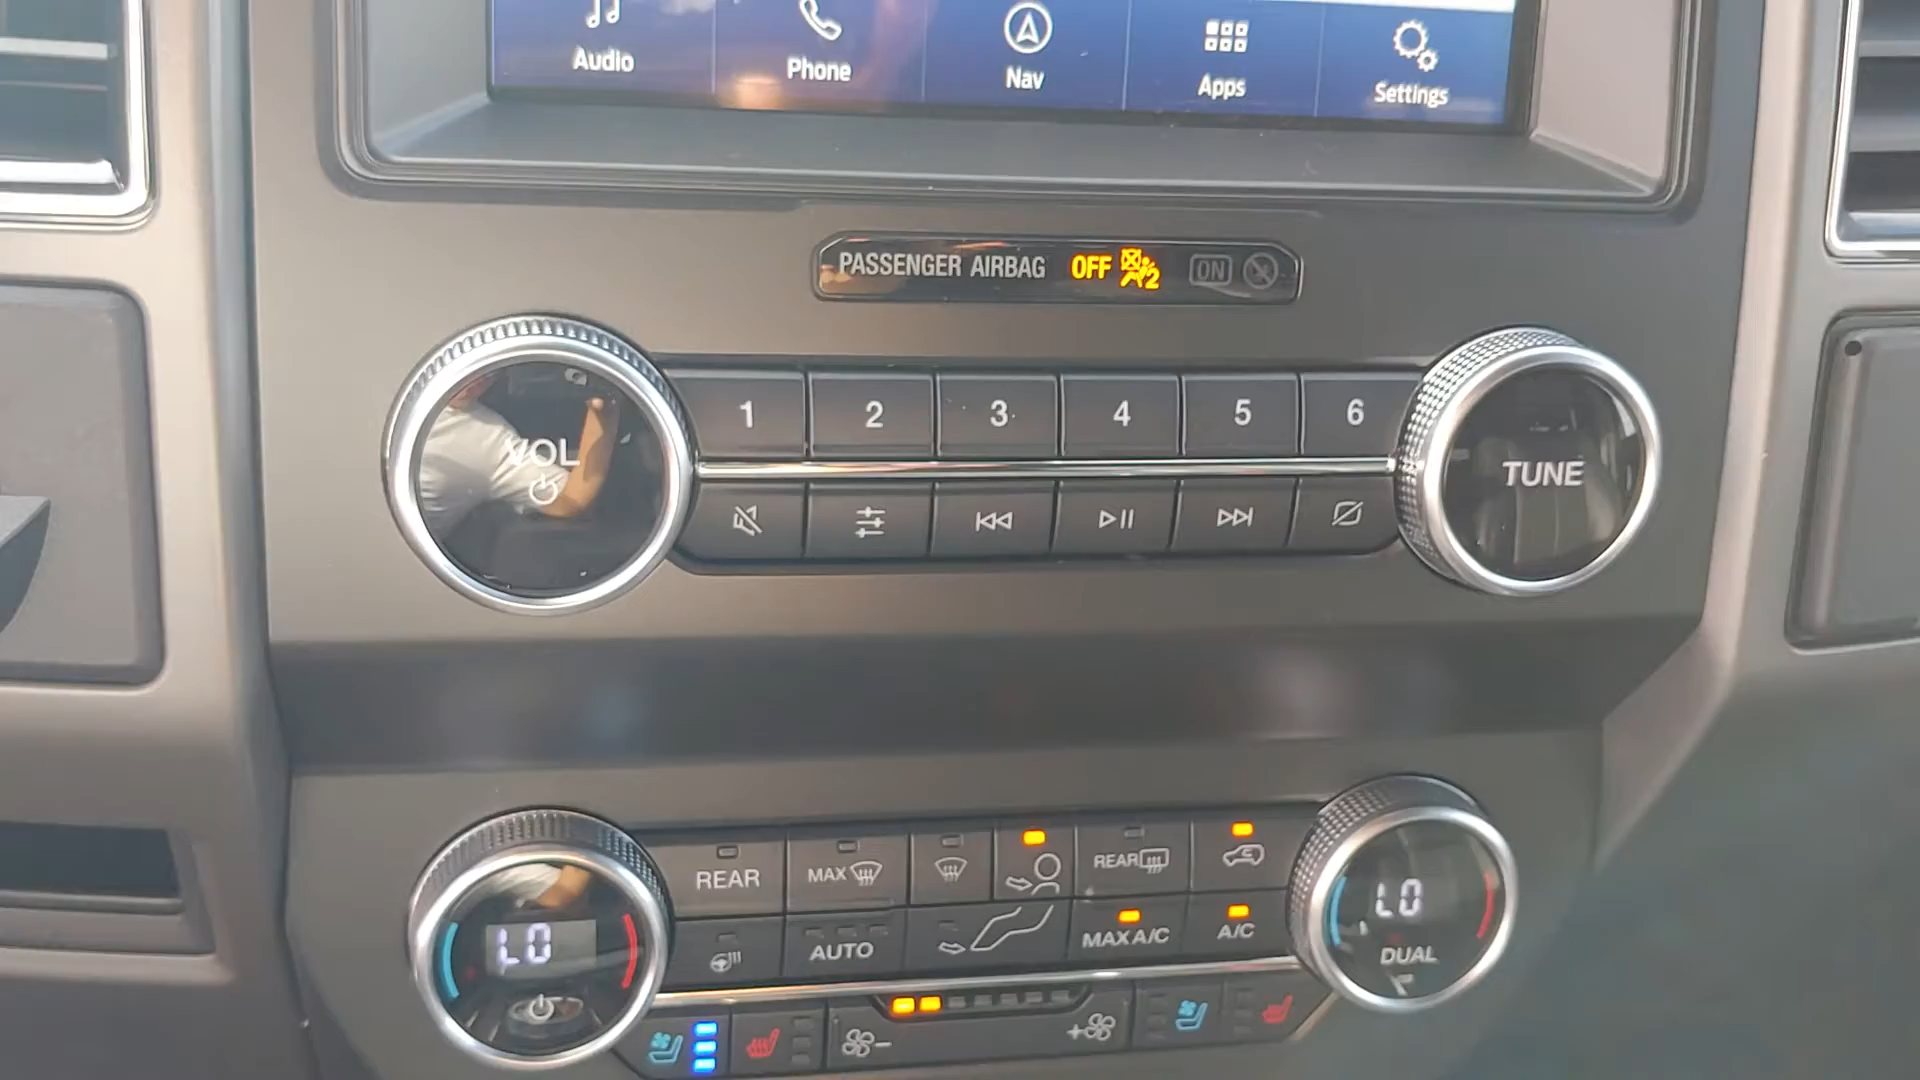 Audio
Phone
Nav
Apps
Settings
PASSENGER AIRBAG OFF 2 ON
VOL
1 2 3 4 5 6
TUNE
REAR
MAX
REAR
AUTO
MAX A/C
A/C
LO
LO
DUAL